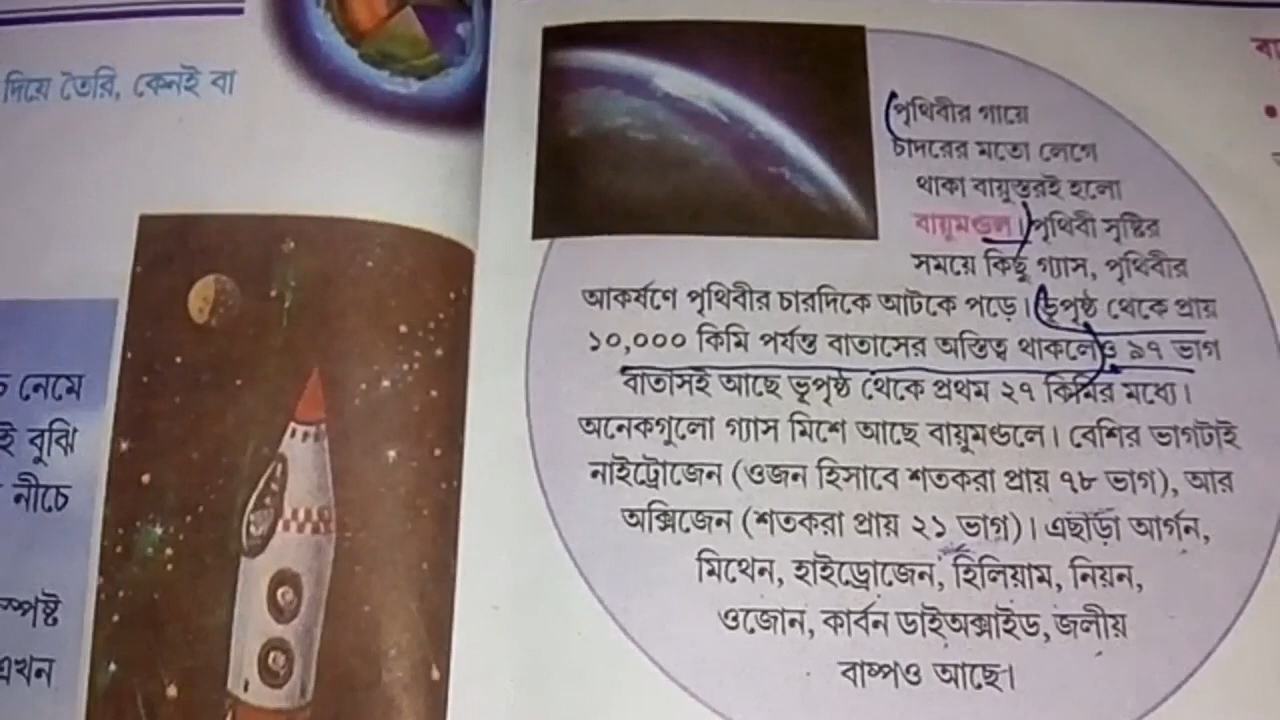 দিয়ে তৈরি, কেনই বা
নেমে
ই বুঝি
নীচে
স্পষ্ট
এখন
পৃথিবীর গায়ে
চাদরের মতো লেগে
থাকা বায়ুস্তরই হলো
বায়ুমণ্ডল। পৃথিবী সৃষ্টির
সময়ে কিছু গ্যাস, পৃথিবীর
আকর্ষণে পৃথিবীর চারদিকে আটকে পড়ে। ভূপৃষ্ঠ থেকে প্রায়
১০,০০০ কিমি পর্যন্ত বাতাসের অস্তিত্ব থাকলেও ৯৭ ভাগ
বাতাসই আছে ভূপৃষ্ঠ থেকে প্রথম ২৭ কিমির মধ্যে।
অনেকগুলো গ্যাস মিশে আছে বায়ুমণ্ডলে। বেশির ভাগটাই
নাইট্রোজেন (ওজন হিসাবে শতকরা প্রায় ৭৮ ভাগ), আর
অক্সিজেন (শতকরা প্রায় ২১ ভাগ)। এছাড়া আর্গন,
মিথেন, হাইড্রোজেন, হিলিয়াম, নিয়ন,
ওজোন, কার্বন ডাইঅক্সাইড, জলীয়
বাষ্পও আছে।
বা